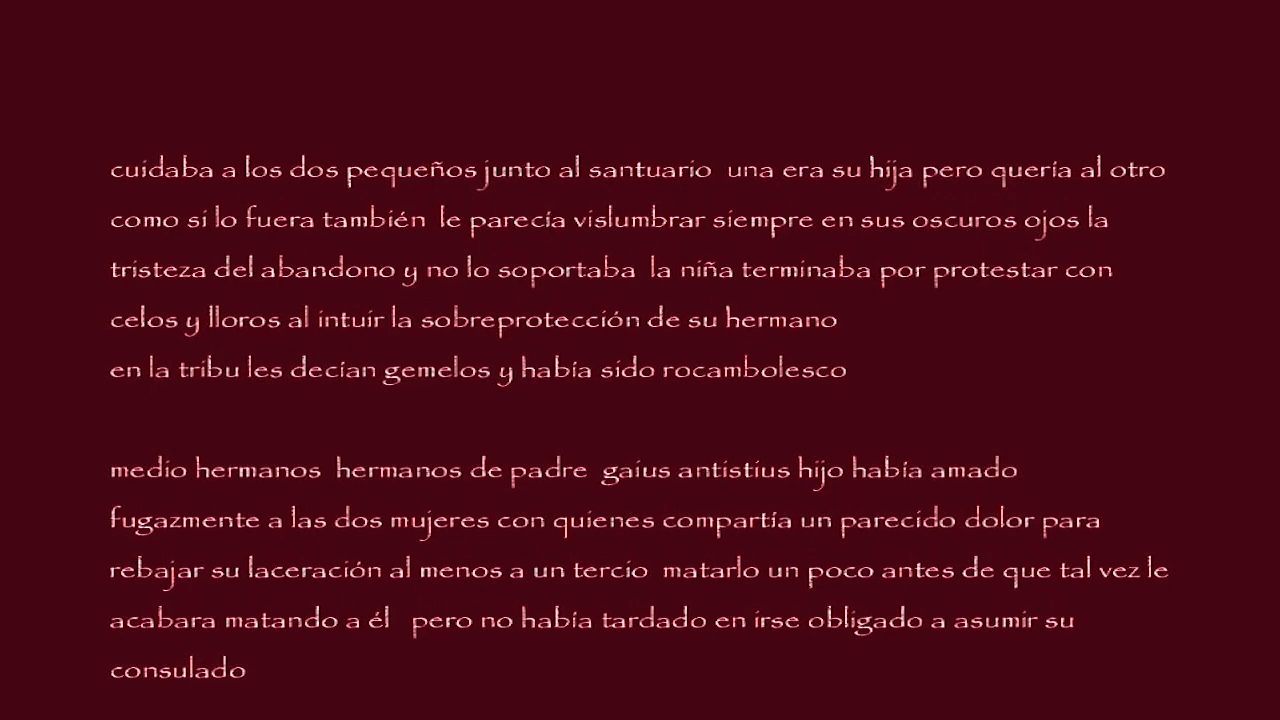 cuidaba a los dos pequeños junto al santuario  una era su hija pero quería al otro
como si lo fuera también  le parecía vislumbrar siempre en sus oscuros ojos la
tristeza del abandono y no lo soportaba  la niña terminaba por protestar con
celos y lloros al intuir la sobreprotección de su hermano
en la tribu les decían gemelos y había sido rocambolesco
medio hermanos  hermanos de padre  gaius antistius hijo había amado
fugazmente a las dos mujeres con quienes compartía un parecido dolor para
rebajar su laceración al menos a un tercio  matarlo un poco antes de que tal vez le
acabara matando a él   pero no había tardado en irse obligado a asumir su
consulado